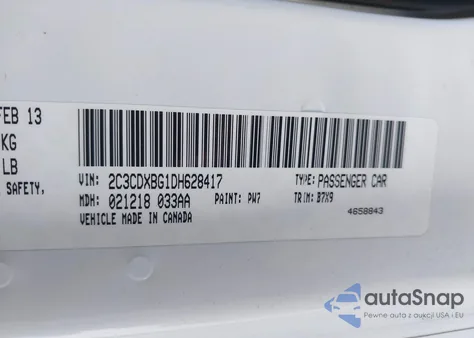 FEB 13
KG
LB
SAFETY,
VIN: 2C3CDXBG1DH628417
TYPE: PASSENGER CAR
MDH: 021218 033AA
PAINT: PW7
TRIM: B7X9
VEHICLE MADE IN CANADA
4658843
autoSnap
Pewne auta z aukcji USA i EU